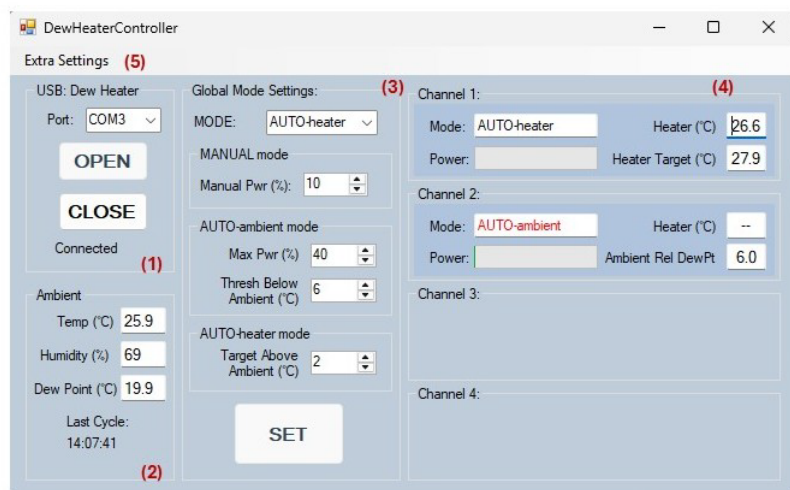 DewHeaterController
Extra Settings (5)
USB: Dew Heater
Port: COM3
OPEN
CLOSE
Connected
(1)
Ambient
Temp (°C) 25.9
Humidity (%) 69
Dew Point (°C) 19.9
Last Cycle:
14:07:41
(2)
Global Mode Settings: (3)
MODE: AUTO-heater
MANUAL mode
Manual Pwr (%): 10
AUTO-ambient mode
Max Pwr (%) 40
Thresh Below
Ambient (°C) 6
AUTO-heater mode
Target Above
Ambient (°C) 2
SET
(4)
Channel 1:
Mode: AUTO-heater Heater (°C) 26.6
Power: Heater Target (°C) 27.9
Channel 2:
Mode: AUTO-ambient Heater (°C) --
Power: Ambient Rel DewPt 6.0
Channel 3:
Channel 4: